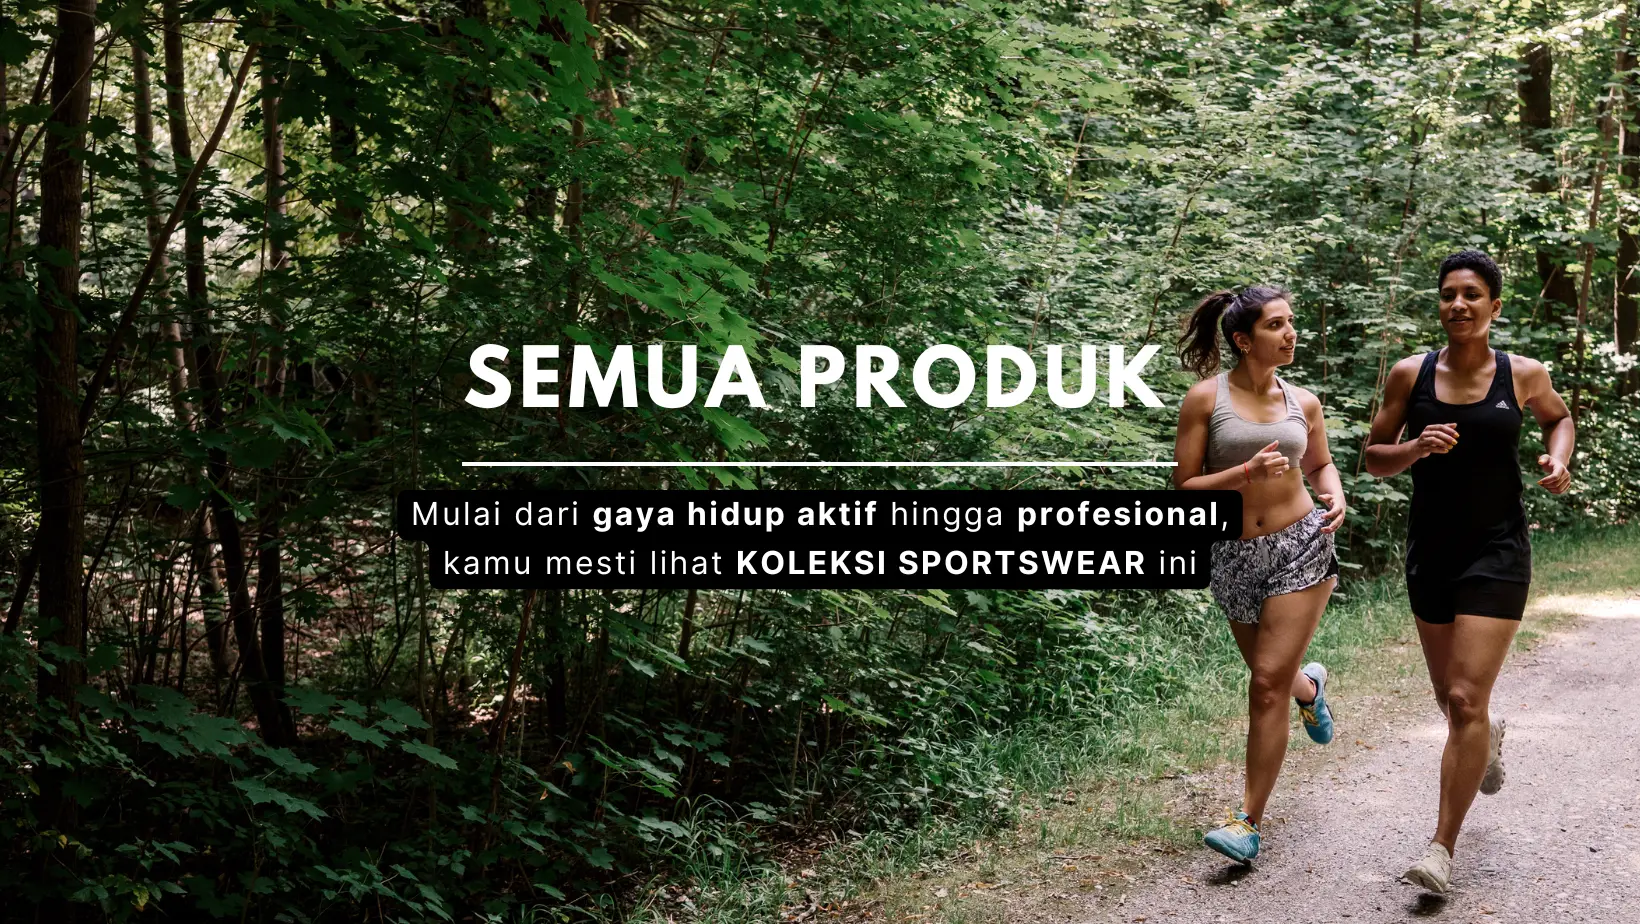 SEMUA PRODUK
Mulai dari gaya hidup aktif hingga profesional,
kamu mesti lihat KOLEKSI SPORTSWEAR ini